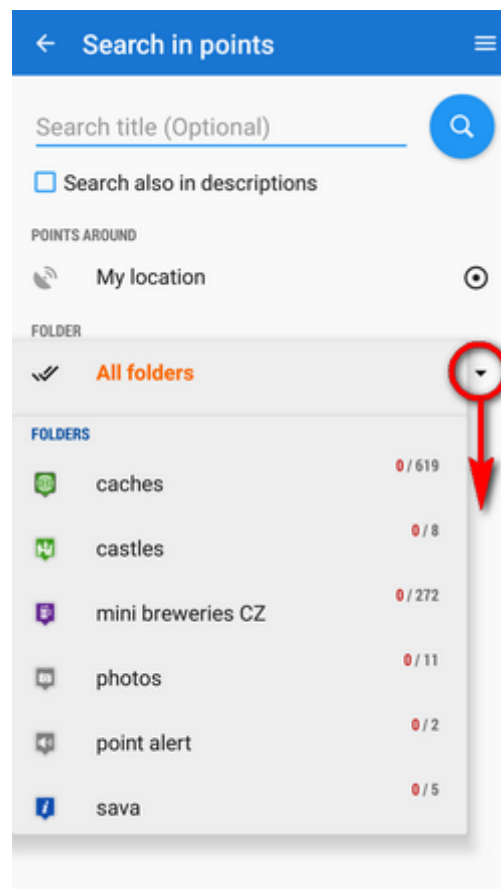 Search in points
Search title (Optional)
Search also in descriptions
POINTS AROUND
My location
FOLDER
All folders
FOLDERS
caches 0 / 619
castles 0 / 8
mini breweries CZ 0 / 272
photos 0 / 11
point alert 0 / 2
sava 0 / 5